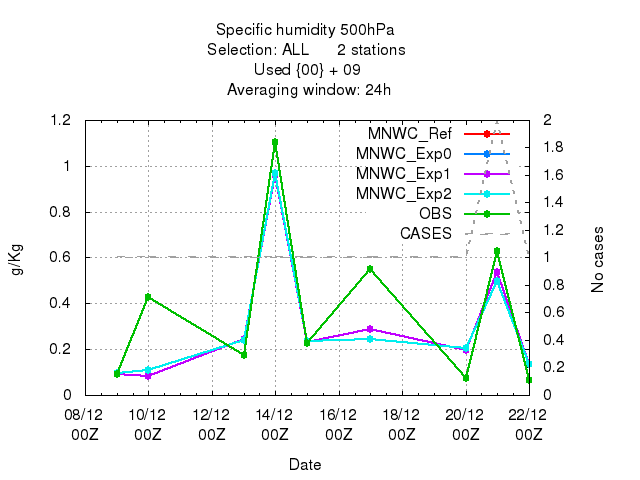 Specific humidity 500hPa
Selection: ALL 2 stations
Used {00} + 09
Averaging window: 24h
1.2
1
0.8
0.6
0.4
0.2
0
g/Kg
2
1.8
1.6
1.4
1.2
1
0.8
0.6
0.4
0.2
0
No cases
MNWC_Ref
MNWC_Exp0
MNWC_Exp1
MNWC_Exp2
OBS
CASES
08/12 10/12 12/12 14/12 16/12 18/12 20/12 22/12
00Z 00Z 00Z 00Z 00Z 00Z 00Z 00Z
Date